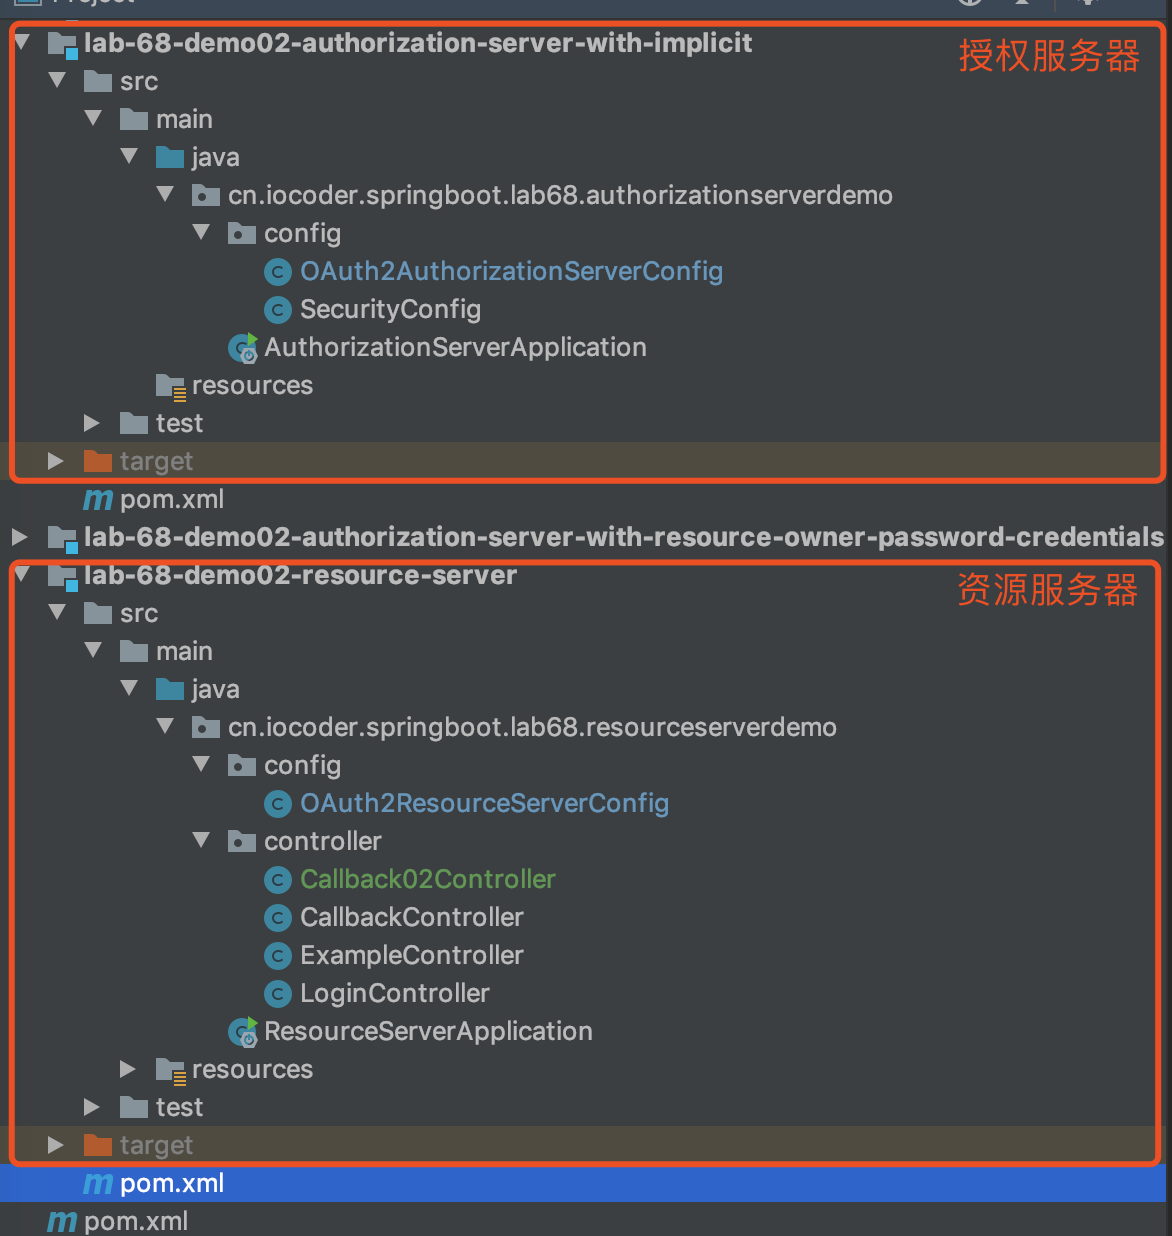 Project
lab-68-demo02-authorization-server-with-implicit
授权服务器
src
main
java
cn.iocoder.springboot.lab68.authorizationserverdemo
config
OAuth2AuthorizationServerConfig
SecurityConfig
AuthorizationServerApplication
resources
test
target
pom.xml
lab-68-demo02-authorization-server-with-resource-owner-password-credentials
lab-68-demo02-resource-server
资源服务器
src
main
java
cn.iocoder.springboot.lab68.resourceserverdemo
config
OAuth2ResourceServerConfig
controller
Callback02Controller
CallbackController
ExampleController
LoginController
ResourceServerApplication
resources
test
target
pom.xml
pom.xml